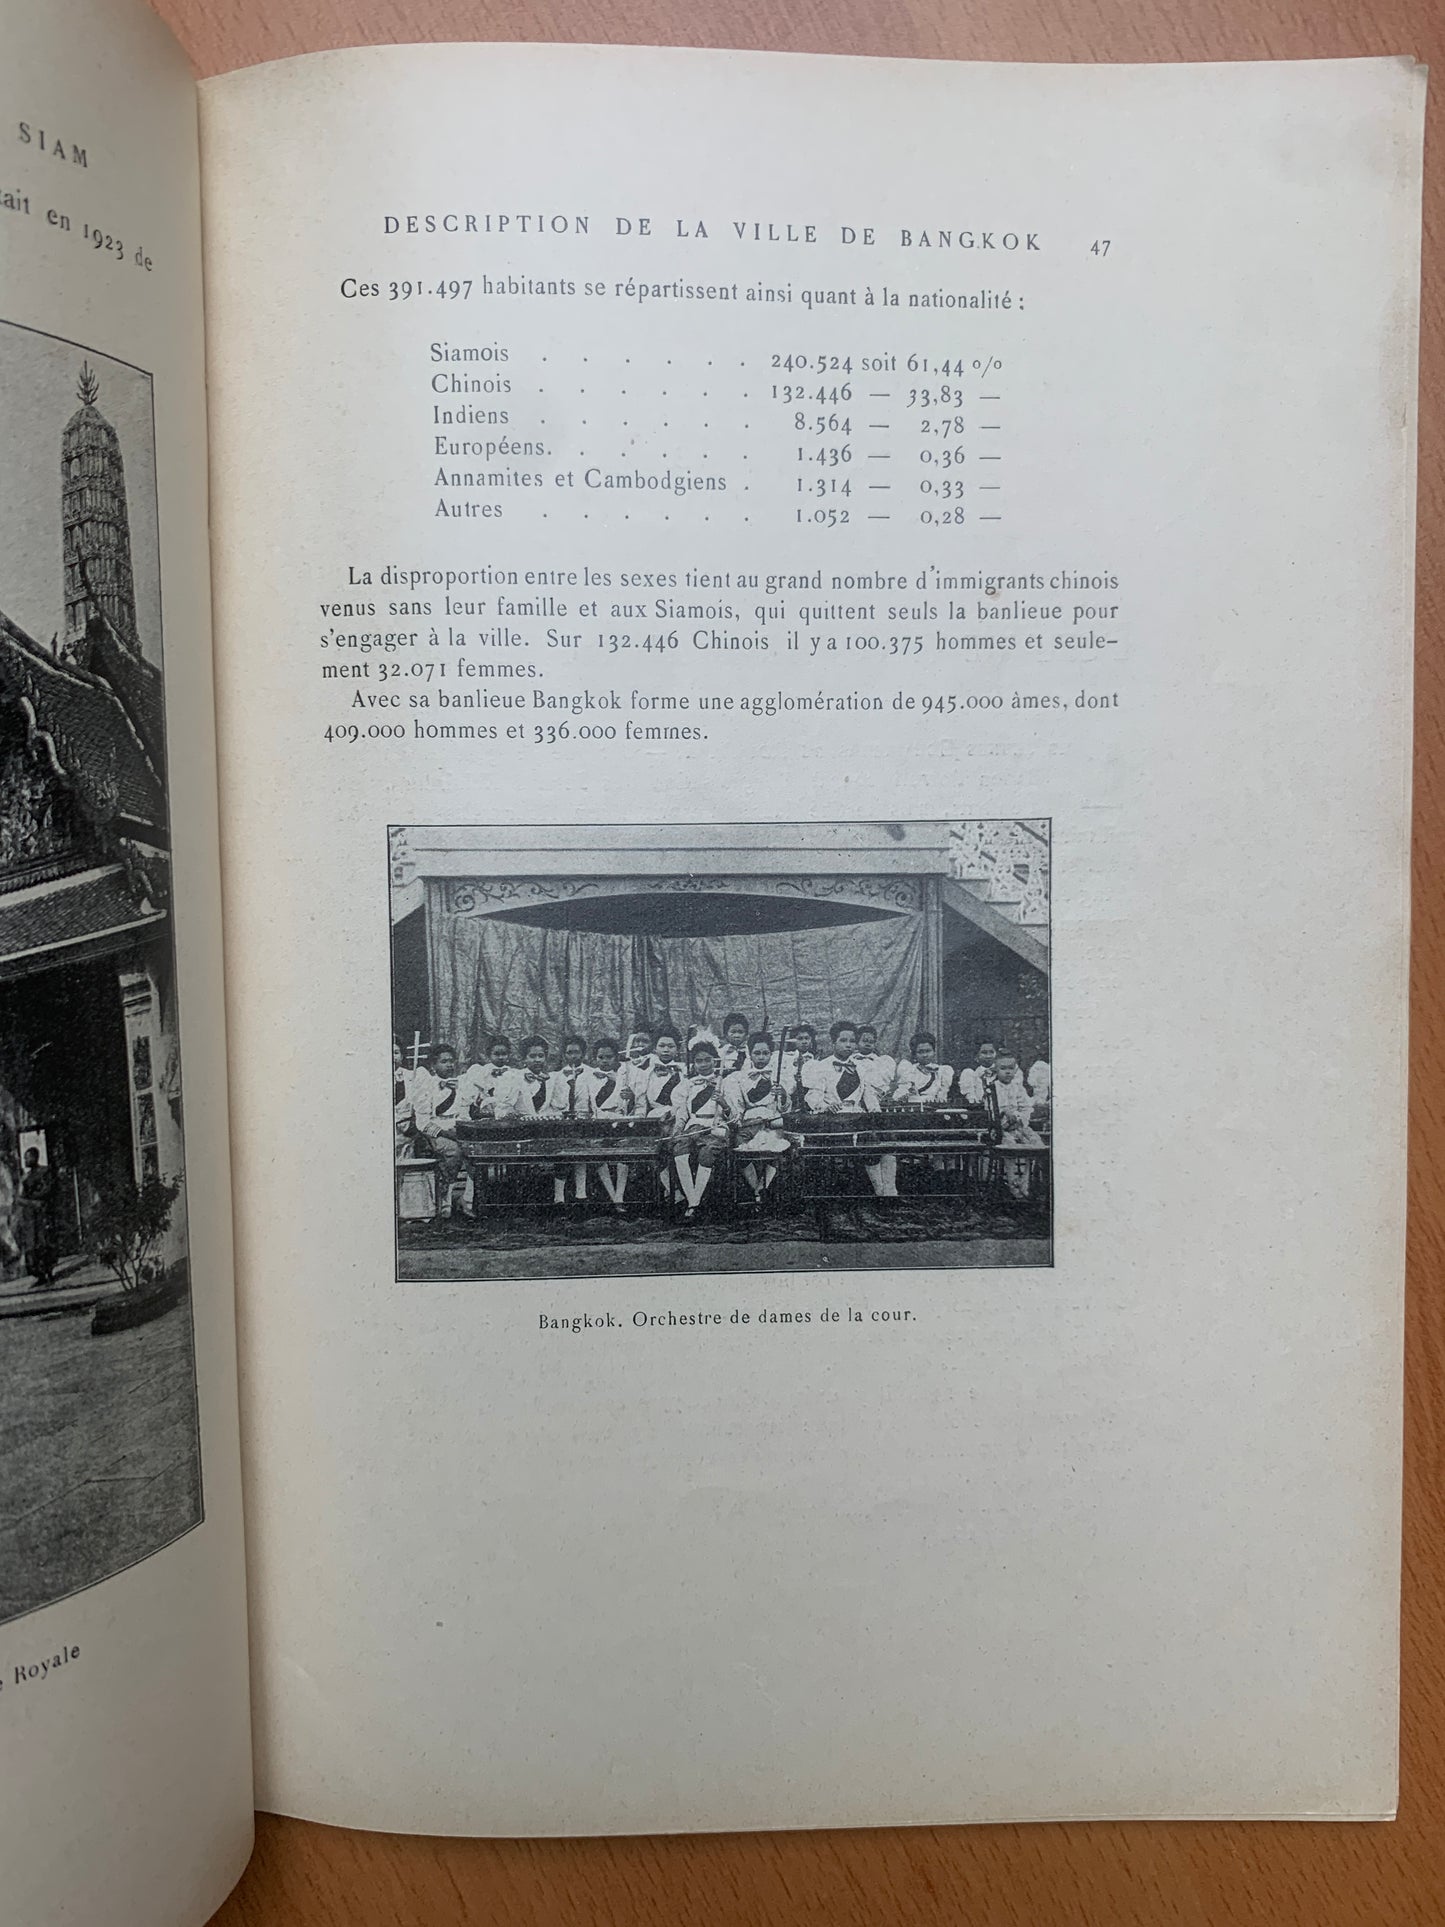 SIAM
en 1923 de
Royale
DESCRIPTION DE LA VILLE DE BANGKOK 47
Ces 391.497 habitants se répartissent ainsi quant à la nationalité :
Siamois . . . . . . 240.524 soit 61,44 %
Chinois . . . . . . 132.446 — 33,83 —
Indiens . . . . . . 8.564 — 2,78 —
Européens. . . . . . 1.436 — 0,36 —
Annamites et Cambodgiens . 1.314 — 0,33 —
Autres . . . . . . 1.052 — 0,28 —
La disproportion entre les sexes tient au grand nombre d'immigrants chinois
venus sans leur famille et aux Siamois, qui quittent seuls la banlieue pour
s'engager à la ville. Sur 132.446 Chinois il y a 100.375 hommes et seule-
ment 32.071 femmes.
Avec sa banlieue Bangkok forme une agglomération de 945.000 âmes, dont
409.000 hommes et 336.000 femmes.
Bangkok. Orchestre de dames de la cour.